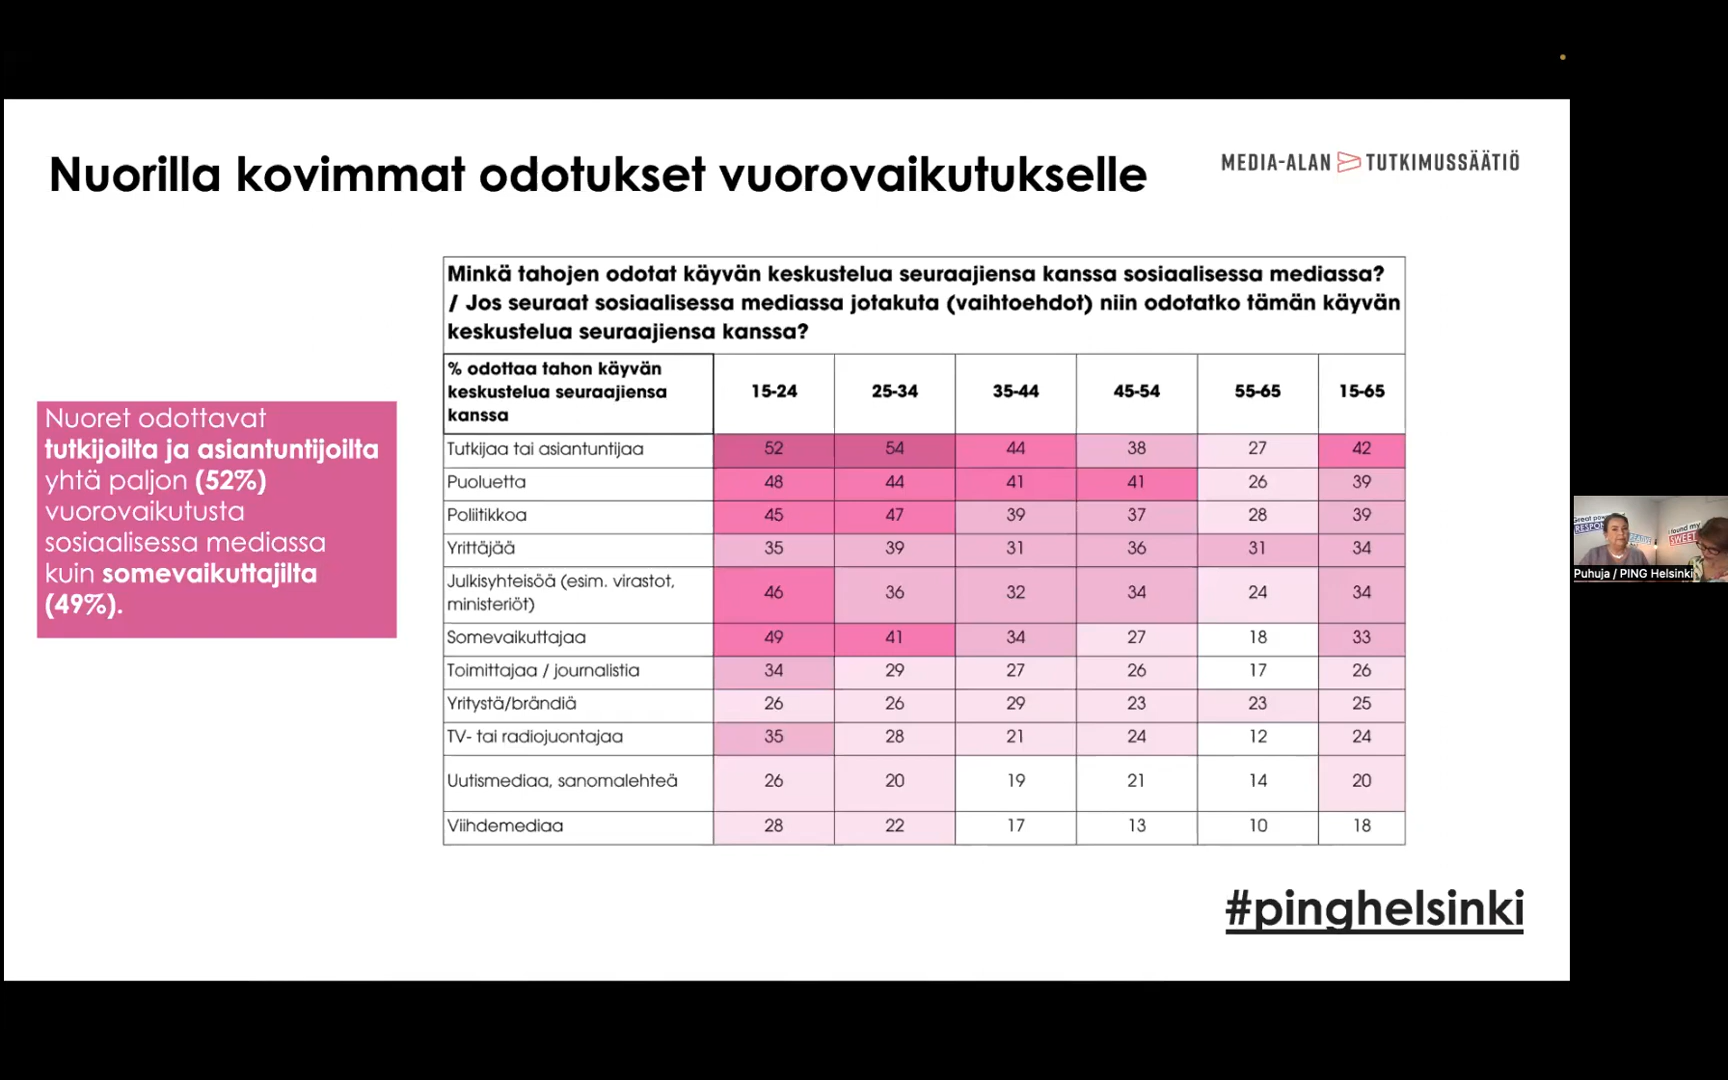 Nuorilla kovimmat odotukset vuorovaikutukselle
MEDIA-ALAN TUTKIMUSSÄÄTIÖ
Nuoret odottavat
tutkijoilta ja asiantuntijoilta
yhtä paljon (52%)
vuorovaikutusta
sosiaalisessa mediassa
kuin somevaikuttajilta
(49%).
Minkä tahojen odotat käyvän keskustelua seuraajiensa kanssa sosiaalisessa mediassa?
/ Jos seuraat sosiaalisessa mediassa jotakuta (vaihtoehdot) niin odotatko tämän käyvän
keskustelua seuraajiensa kanssa?
% odottaa tahon käyvän
keskustelua seuraajiensa
kanssa
15-24 25-34 35-44 45-54 55-65 15-65
Tutkijaa tai asiantuntijaa 52 54 44 38 27 42
Puoluetta 48 44 41 41 26 39
Poliitikkoa 45 47 39 37 28 39
Yrittäjää 35 39 31 36 31 34
Julkisyhteisöä (esim. virastot,
ministeriöt) 46 36 32 34 24 34
Somevaikuttajaa 49 41 34 27 18 33
Toimittajaa / journalistia 34 29 27 26 17 26
Yritystä/brändiä 26 26 29 23 23 25
TV- tai radiojuontajaa 35 28 21 24 12 24
Uutismediaa, sanomalehteä 26 20 19 21 14 20
Viihdemediaa 28 22 17 13 10 18
#pinghelsinki
I found my
SWEET
Puhuja / PING Helsinki